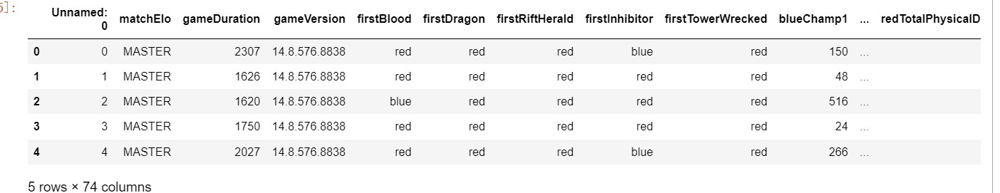 5]:
Unnamed: 0 matchElo gameDuration gameVersion firstBlood firstDragon firstRiftHerald firstInhibitor firstTowerWrecked blueChamp1 ... redTotalPhysicalD
0 0 MASTER 2307 14.8.576.8838 red red red blue red 150 ...
1 1 MASTER 1626 14.8.576.8838 red red red red red 48 ...
2 2 MASTER 1620 14.8.576.8838 blue red red red red 516 ...
3 3 MASTER 1750 14.8.576.8838 red red red red red 24 ...
4 4 MASTER 2027 14.8.576.8838 red red red blue red 266 ...
5 rows × 74 columns